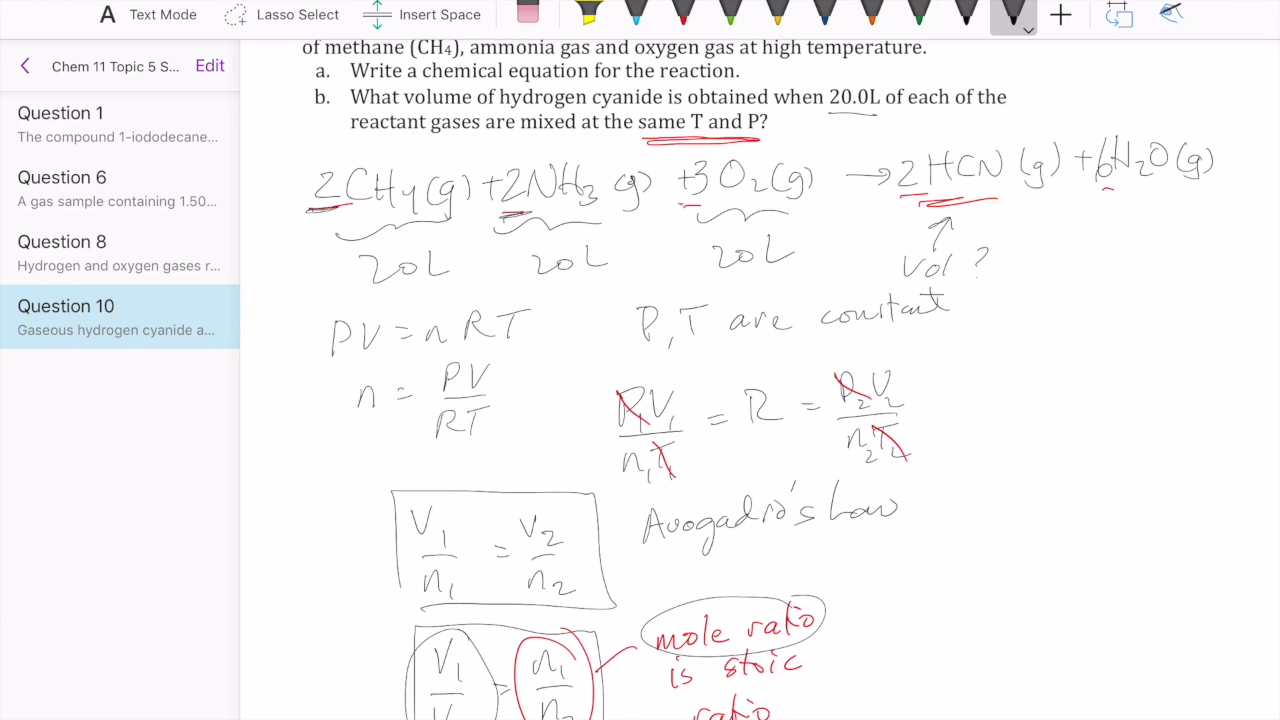 A Text Mode Lasso Select Insert Space
Chem 11 Topic 5 S... Edit
Question 1
The compound 1-iododecane...
Question 6
A gas sample containing 1.50...
Question 8
Hydrogen and oxygen gases r...
Question 10
Gaseous hydrogen cyanide a...
of methane (CH₄), ammonia gas and oxygen gas at high temperature.
a. Write a chemical equation for the reaction.
b. What volume of hydrogen cyanide is obtained when 20.0L of each of the
reactant gases are mixed at the same T and P?
2CH₄(g) + 2NH₃(g) + 3O₂(g) → 2HCN(g) + 6H₂O(g)
20L 20L 20L Vol ?
PV = nRT P, T are constant
n = PV/RT
P₁V₁/n₁T₁ = R = P₂V₂/n₂T₂
V₁/n₁ = V₂/n₂ Avogadro's Law
mole ratio
is stoic
ratio
V₁/V = n₁/n₂